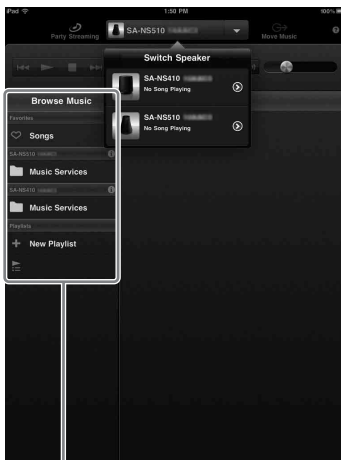 iPad
1:50 PM
100%
Party Streaming
SA-NS510
Move Music
Switch Speaker
SA-NS410
No Song Playing
SA-NS510
No Song Playing
Browse Music
Favorites
Songs
SA-NS510
Music Services
SA-NS410
Music Services
Playlists
New Playlist